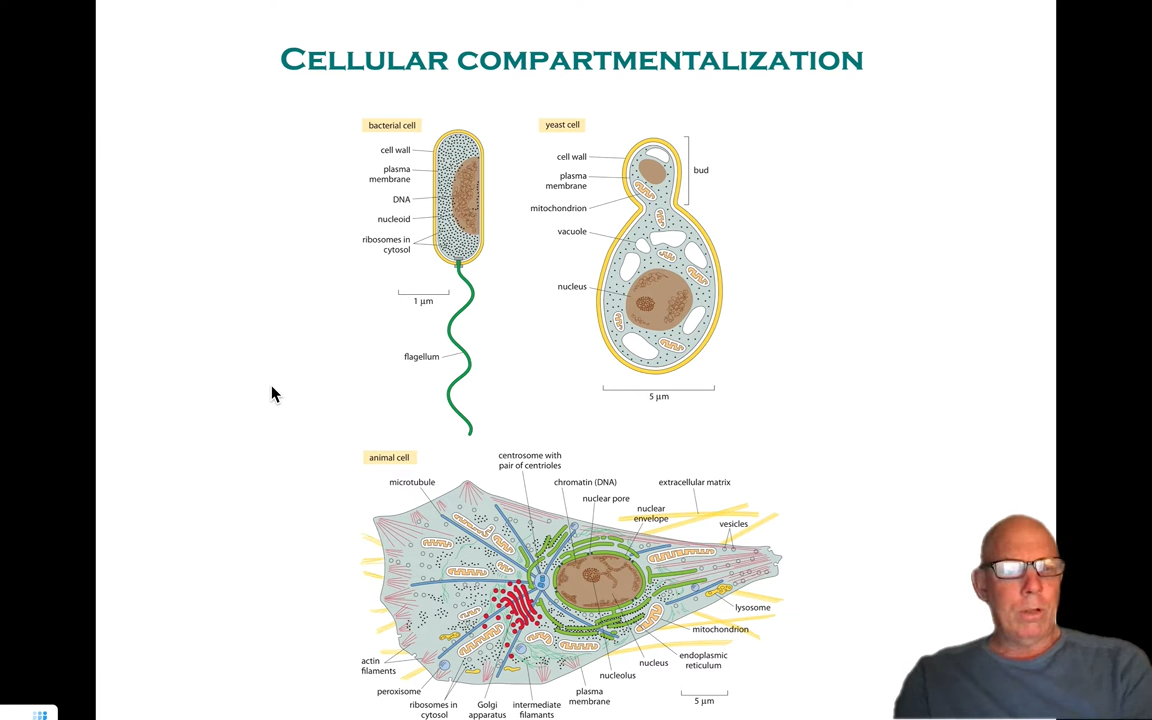 CELLULAR COMPARTMENTALIZATION
bacterial cell
cell wall
plasma
membrane
DNA
nucleoid
ribosomes in
cytosol
1 μm
flagellum
yeast cell
cell wall
plasma
membrane
mitochondrion
vacuole
nucleus
bud
5 μm
animal cell
microtubule
centrosome with
pair of centrioles
chromatin (DNA)
nuclear pore
nuclear
envelope
extracellular matrix
vesicles
lysosome
mitochondrion
endoplasmic
reticulum
nucleus
nucleolus
plasma
membrane
intermediate
filaments
Golgi
apparatus
ribosomes in
cytosol
peroxisome
actin
filaments
5 μm